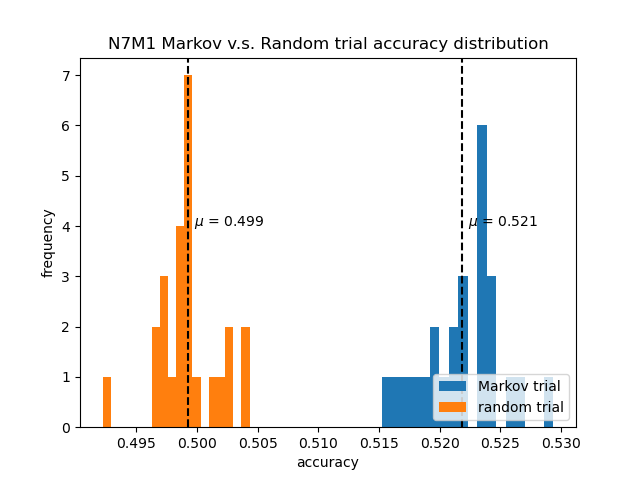 N7M1 Markov v.s. Random trial accuracy distribution
7
6
5
4
3
2
1
0
frequency
μ = 0.499
μ = 0.521
Markov trial
random trial
0.495 0.500 0.505 0.510 0.515 0.520 0.525 0.530
accuracy